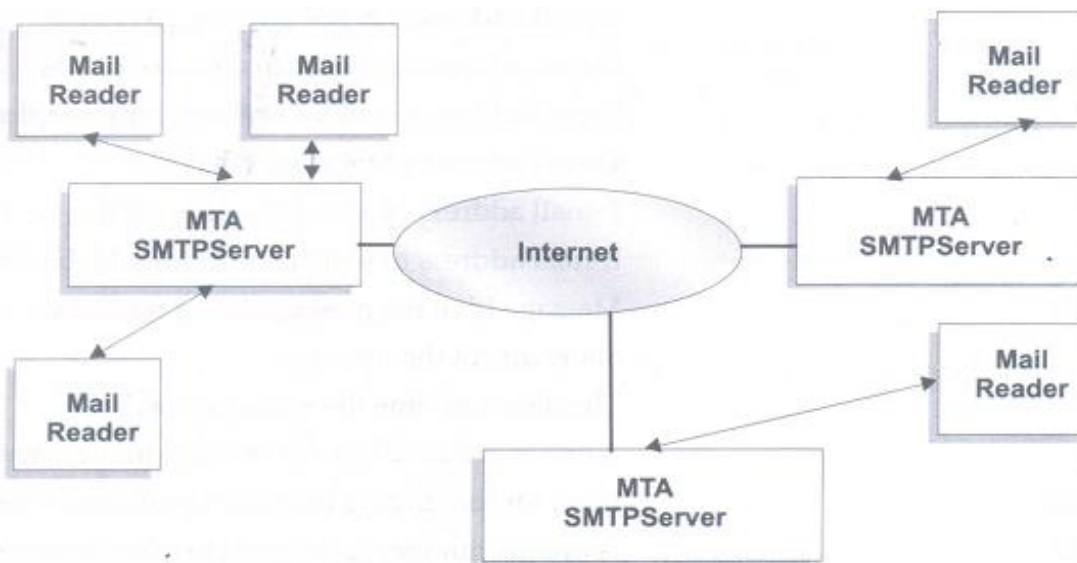 Mail
Reader
Mail
Reader
Mail
Reader
MTA
SMTPServer
Internet
MTA
SMTPServer
Mail
Reader
Mail
Reader
MTA
SMTPServer